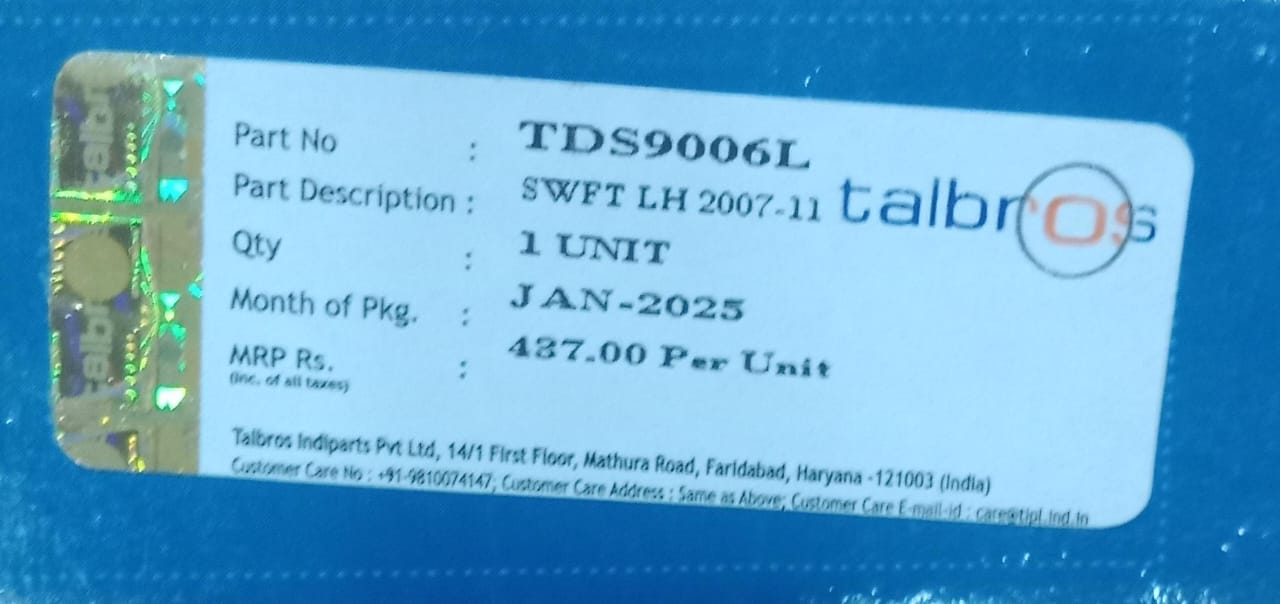 Part No : TDS9006L
Part Description : SWFT LH 2007-11
talbros
Qty : 1 UNIT
Month of Pkg. : JAN-2025
MRP Rs. : 437.00 Per Unit
(Inc. of all taxes)
Talbros Indiparts Pvt Ltd, 14/1 First Floor, Mathura Road, Faridabad, Haryana -121003 (India)
Customer Care No : +91-9810074147; Customer Care Address : Same as Above; Customer Care E-mail-id : care@tipl.ind.in